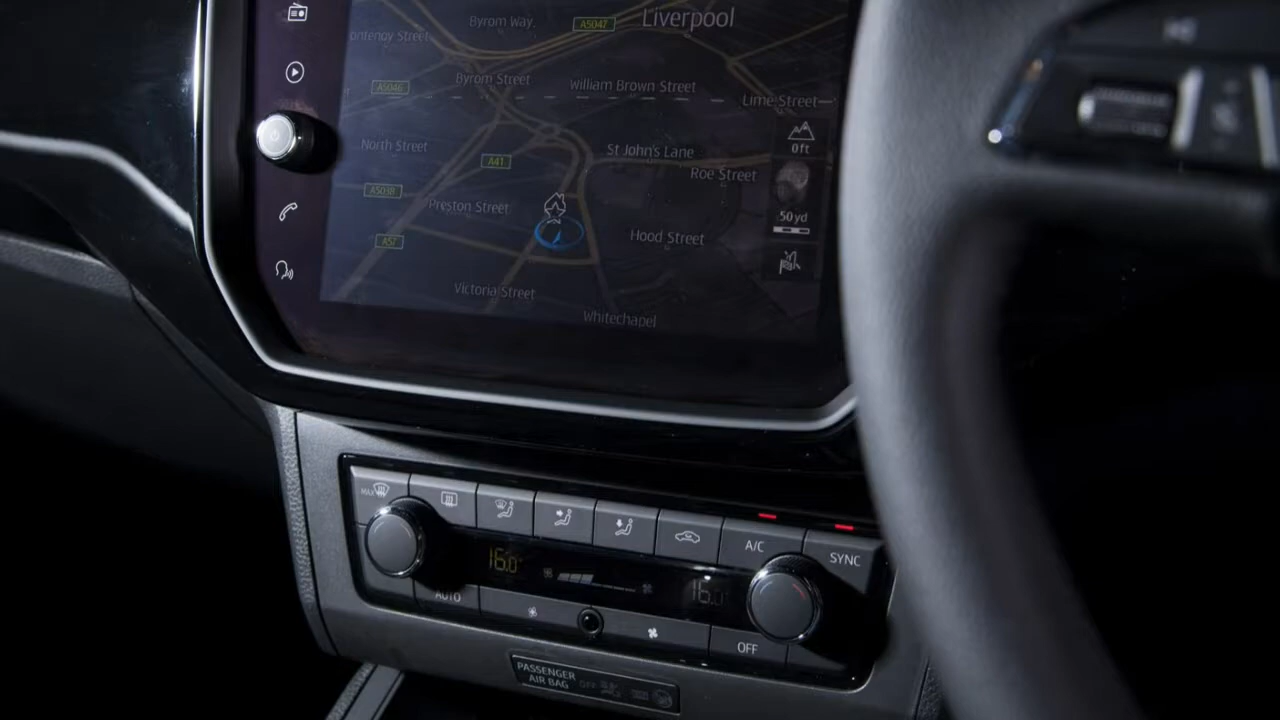 Liverpool
Byrom Way,
A5047
ontenoy Street
Byrom Street
William Brown Street
A5046
Lime Street
0ft
North Street
St John's Lane
A41
Roe Street
A5038
Preston Street
50yd
A57
Hood Street
Victoria Street
Whitechapel
MAX
A/C
SYNC
16.0
16.0
AUTO
OFF
PASSENGER
AIR BAG
OFF